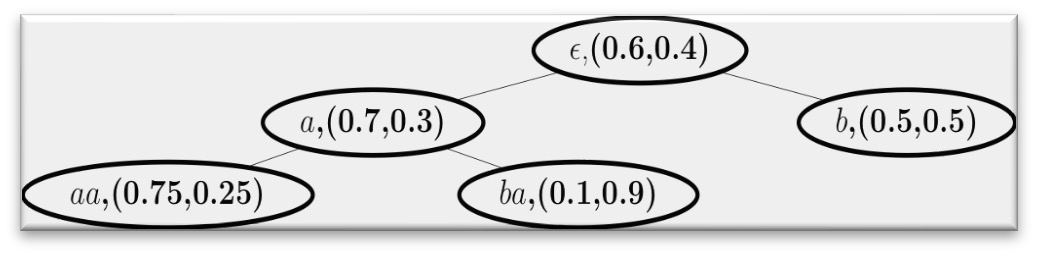 ϵ,(0.6,0.4)
a,(0.7,0.3) b,(0.5,0.5)
aa,(0.75,0.25) ba,(0.1,0.9)